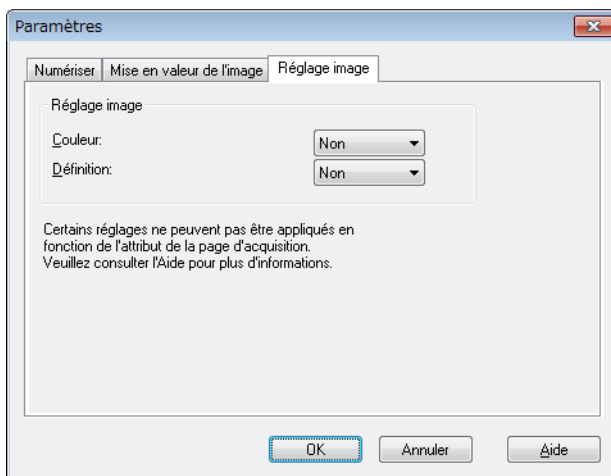 Paramètres
Numériser Mise en valeur de l'image Réglage image
Réglage image
Couleur: Non
Définition: Non
Certains réglages ne peuvent pas être appliqués en
fonction de l'attribut de la page d'acquisition.
Veuillez consulter l'Aide pour plus d'informations.
OK Annuler Aide